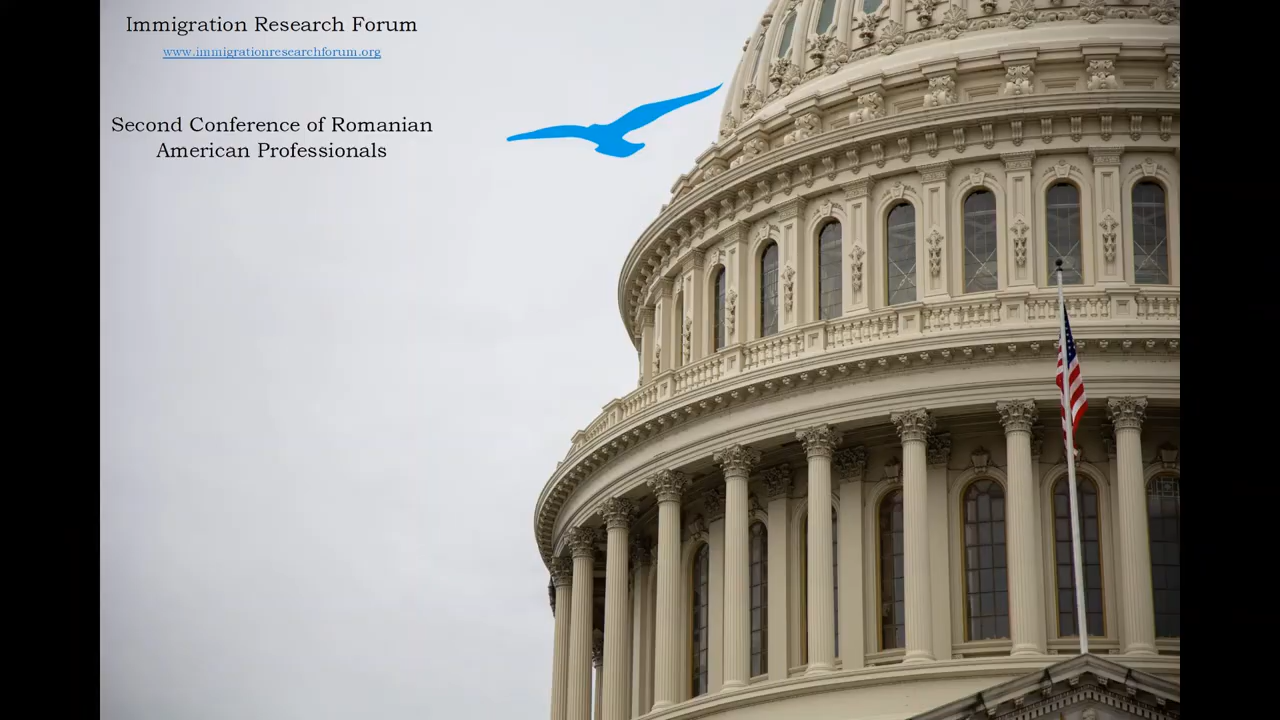 Immigration Research Forum
www.immigrationresearchforum.org
Second Conference of Romanian
American Professionals